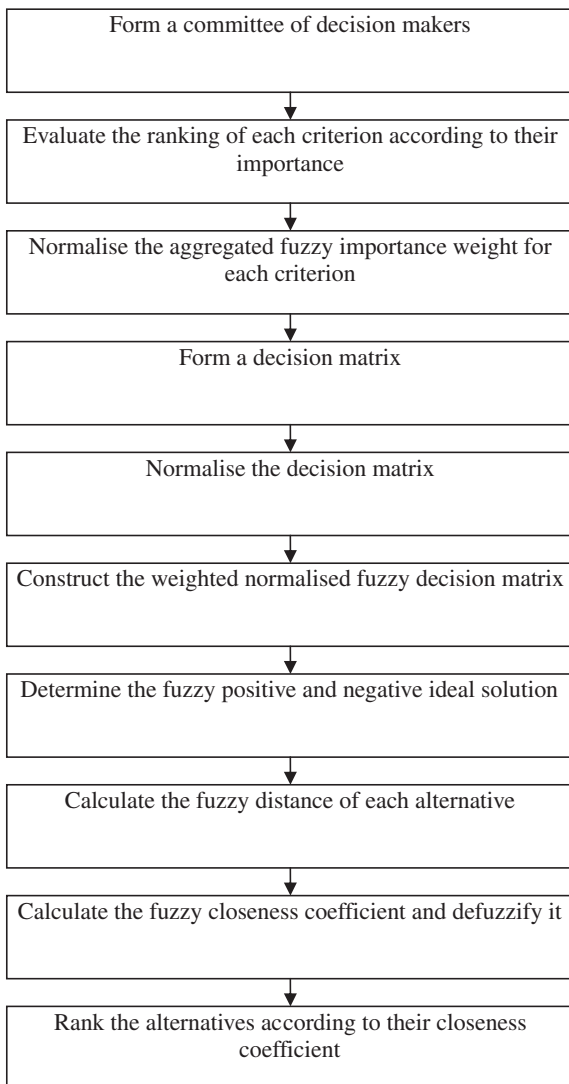 Form a committee of decision makers
Evaluate the ranking of each criterion according to their
importance
Normalise the aggregated fuzzy importance weight for
each criterion
Form a decision matrix
Normalise the decision matrix
Construct the weighted normalised fuzzy decision matrix
Determine the fuzzy positive and negative ideal solution
Calculate the fuzzy distance of each alternative
Calculate the fuzzy closeness coefficient and defuzzify it
Rank the alternatives according to their closeness
coefficient